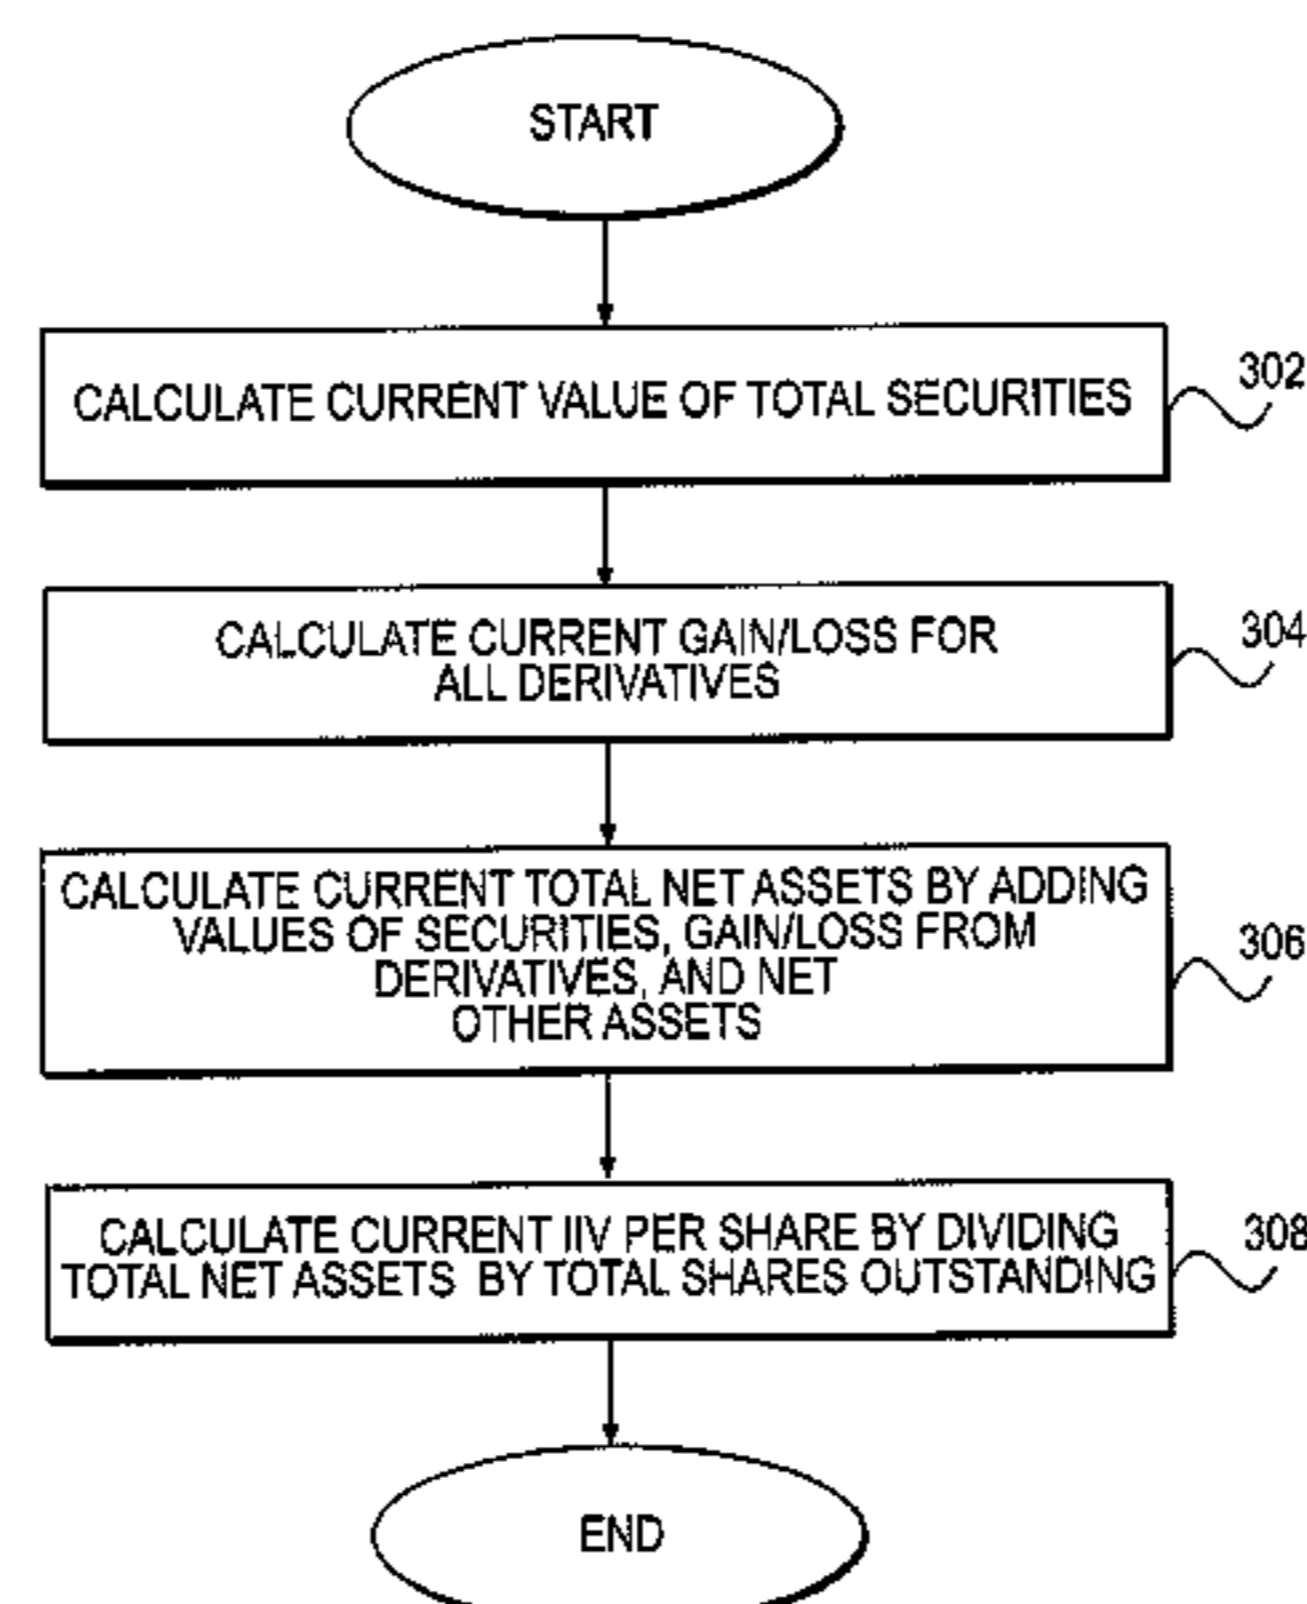 START
CALCULATE CURRENT VALUE OF TOTAL SECURITIES
302
CALCULATE CURRENT GAIN/LOSS FOR
ALL DERIVATIVES
304
CALCULATE CURRENT TOTAL NET ASSETS BY ADDING
VALUES OF SECURITIES, GAIN/LOSS FROM
DERIVATIVES, AND NET
OTHER ASSETS
306
CALCULATE CURRENT IIV PER SHARE BY DIVIDING
TOTAL NET ASSETS BY TOTAL SHARES OUTSTANDING
308
END